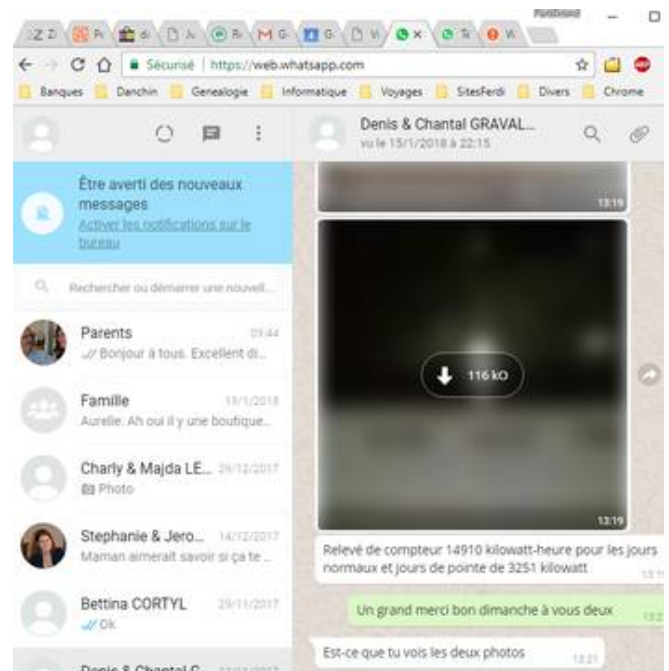 Sécurisé | https://web.whatsapp.com
Banques Danchin Genealogie Informatique Voyages SitesFerdi Divers Chrome
Denis & Chantal GRAVAL...
vu le 15/1/2018 à 22:15
Être averti des nouveaux
messages
Activer les notifications sur le
bureau
Rechercher ou démarrer une nouvell...
Parents 09:44
Bonjour à tous. Excellent di...
Famille 19/1/2018
Aurelle: Ah oui il y une boutique...
Charly & Majda LE... 29/12/2017
Photo
Stephanie & Jero... 14/12/2017
Maman aimerait savoir si ça te ...
Bettina CORTYL 29/11/2017
Ok
Denis & Chantal G...
13:19
116 kO
13:19
Relevé de compteur 14910 kilowatt-heure pour les jours
normaux et jours de pointe de 3251 kilowatt
Un grand merci bon dimanche à vous deux
Est-ce que tu vois les deux photos 13:21